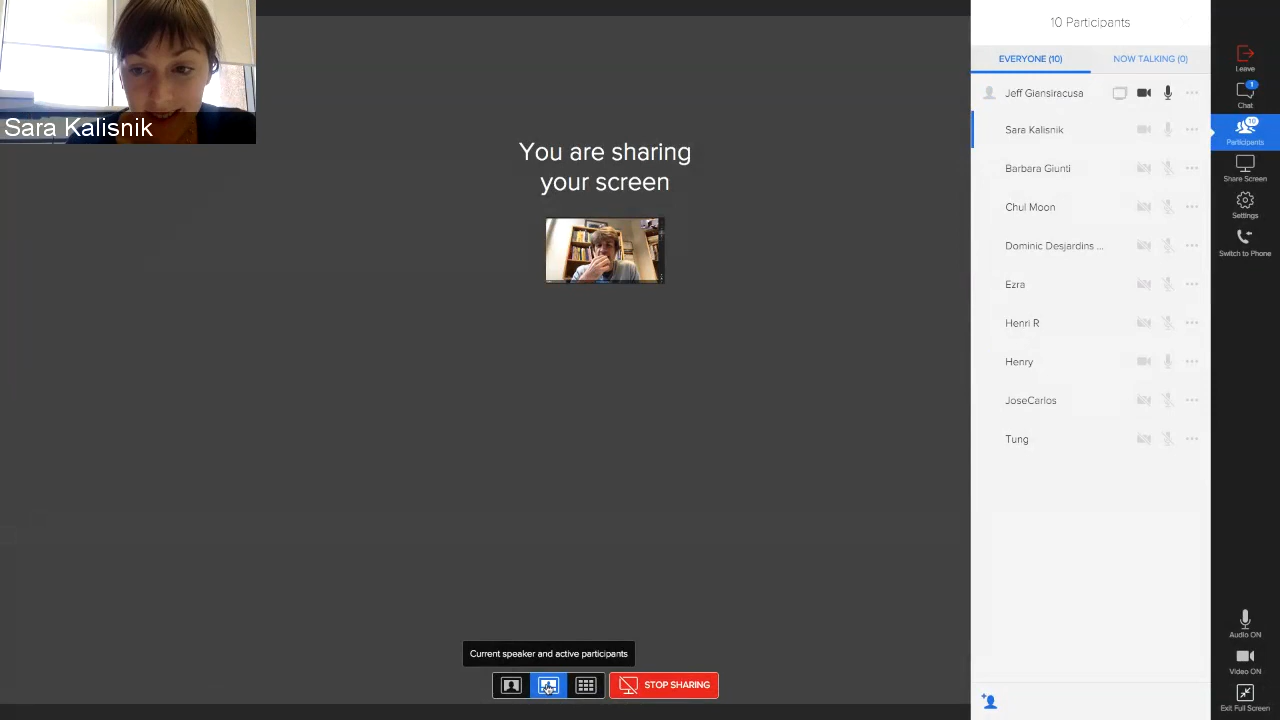 Sara Kalisnik
You are sharing
your screen
Current speaker and active participants
STOP SHARING
10 Participants
EVERYONE (10)
NOW TALKING (0)
Jeff Giansiracusa
Sara Kalisnik
Barbara Giunti
Chul Moon
Dominic Desjardins ...
Ezra
Henri R
Henry
JoseCarlos
Tung
Leave
1
Chat
10
Participants
Share Screen
Settings
Switch to Phone
Audio ON
Video ON
Exit Full Screen